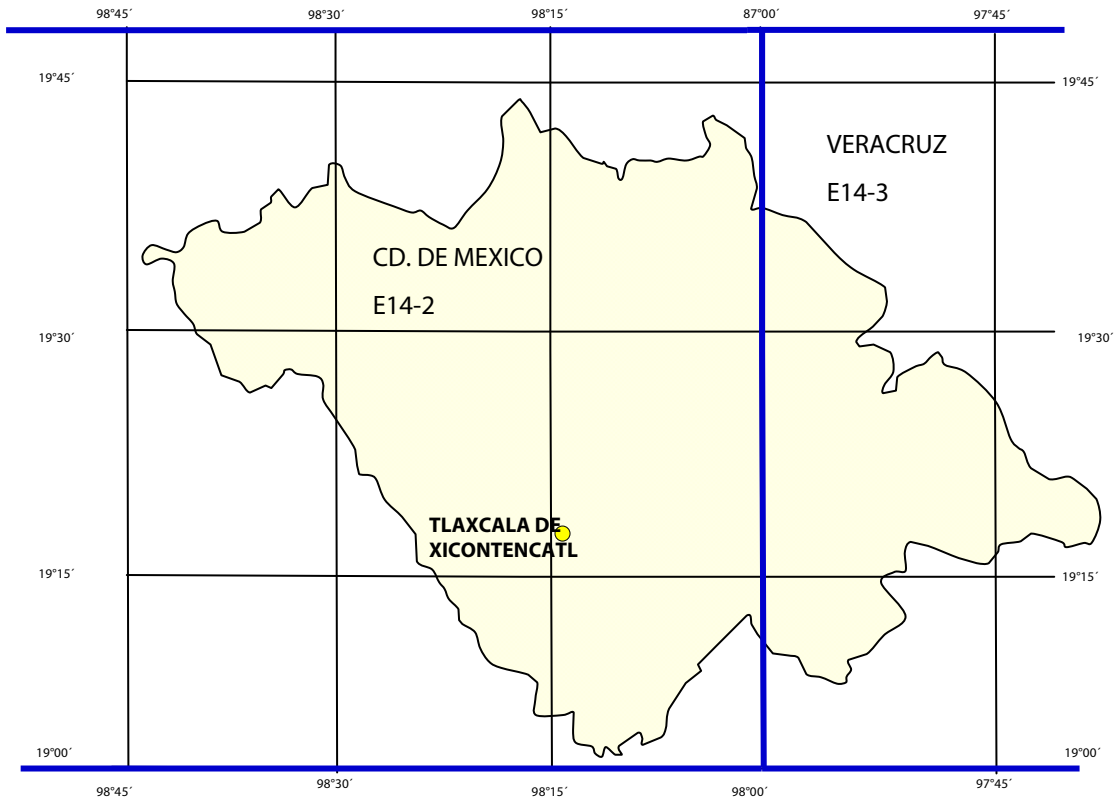 98°45´ 98°30´ 98°15´ 87°00´ 97°45´
19°45´ 19°45´
VERACRUZ
E14-3
CD. DE MEXICO
E14-2
19°30´ 19°30´
TLAXCALA DE
XICONTENCATL
19°15´ 19°15´
19°00´ 19°00´
98°45´ 98°30´ 98°15´ 98°00´ 97°45´